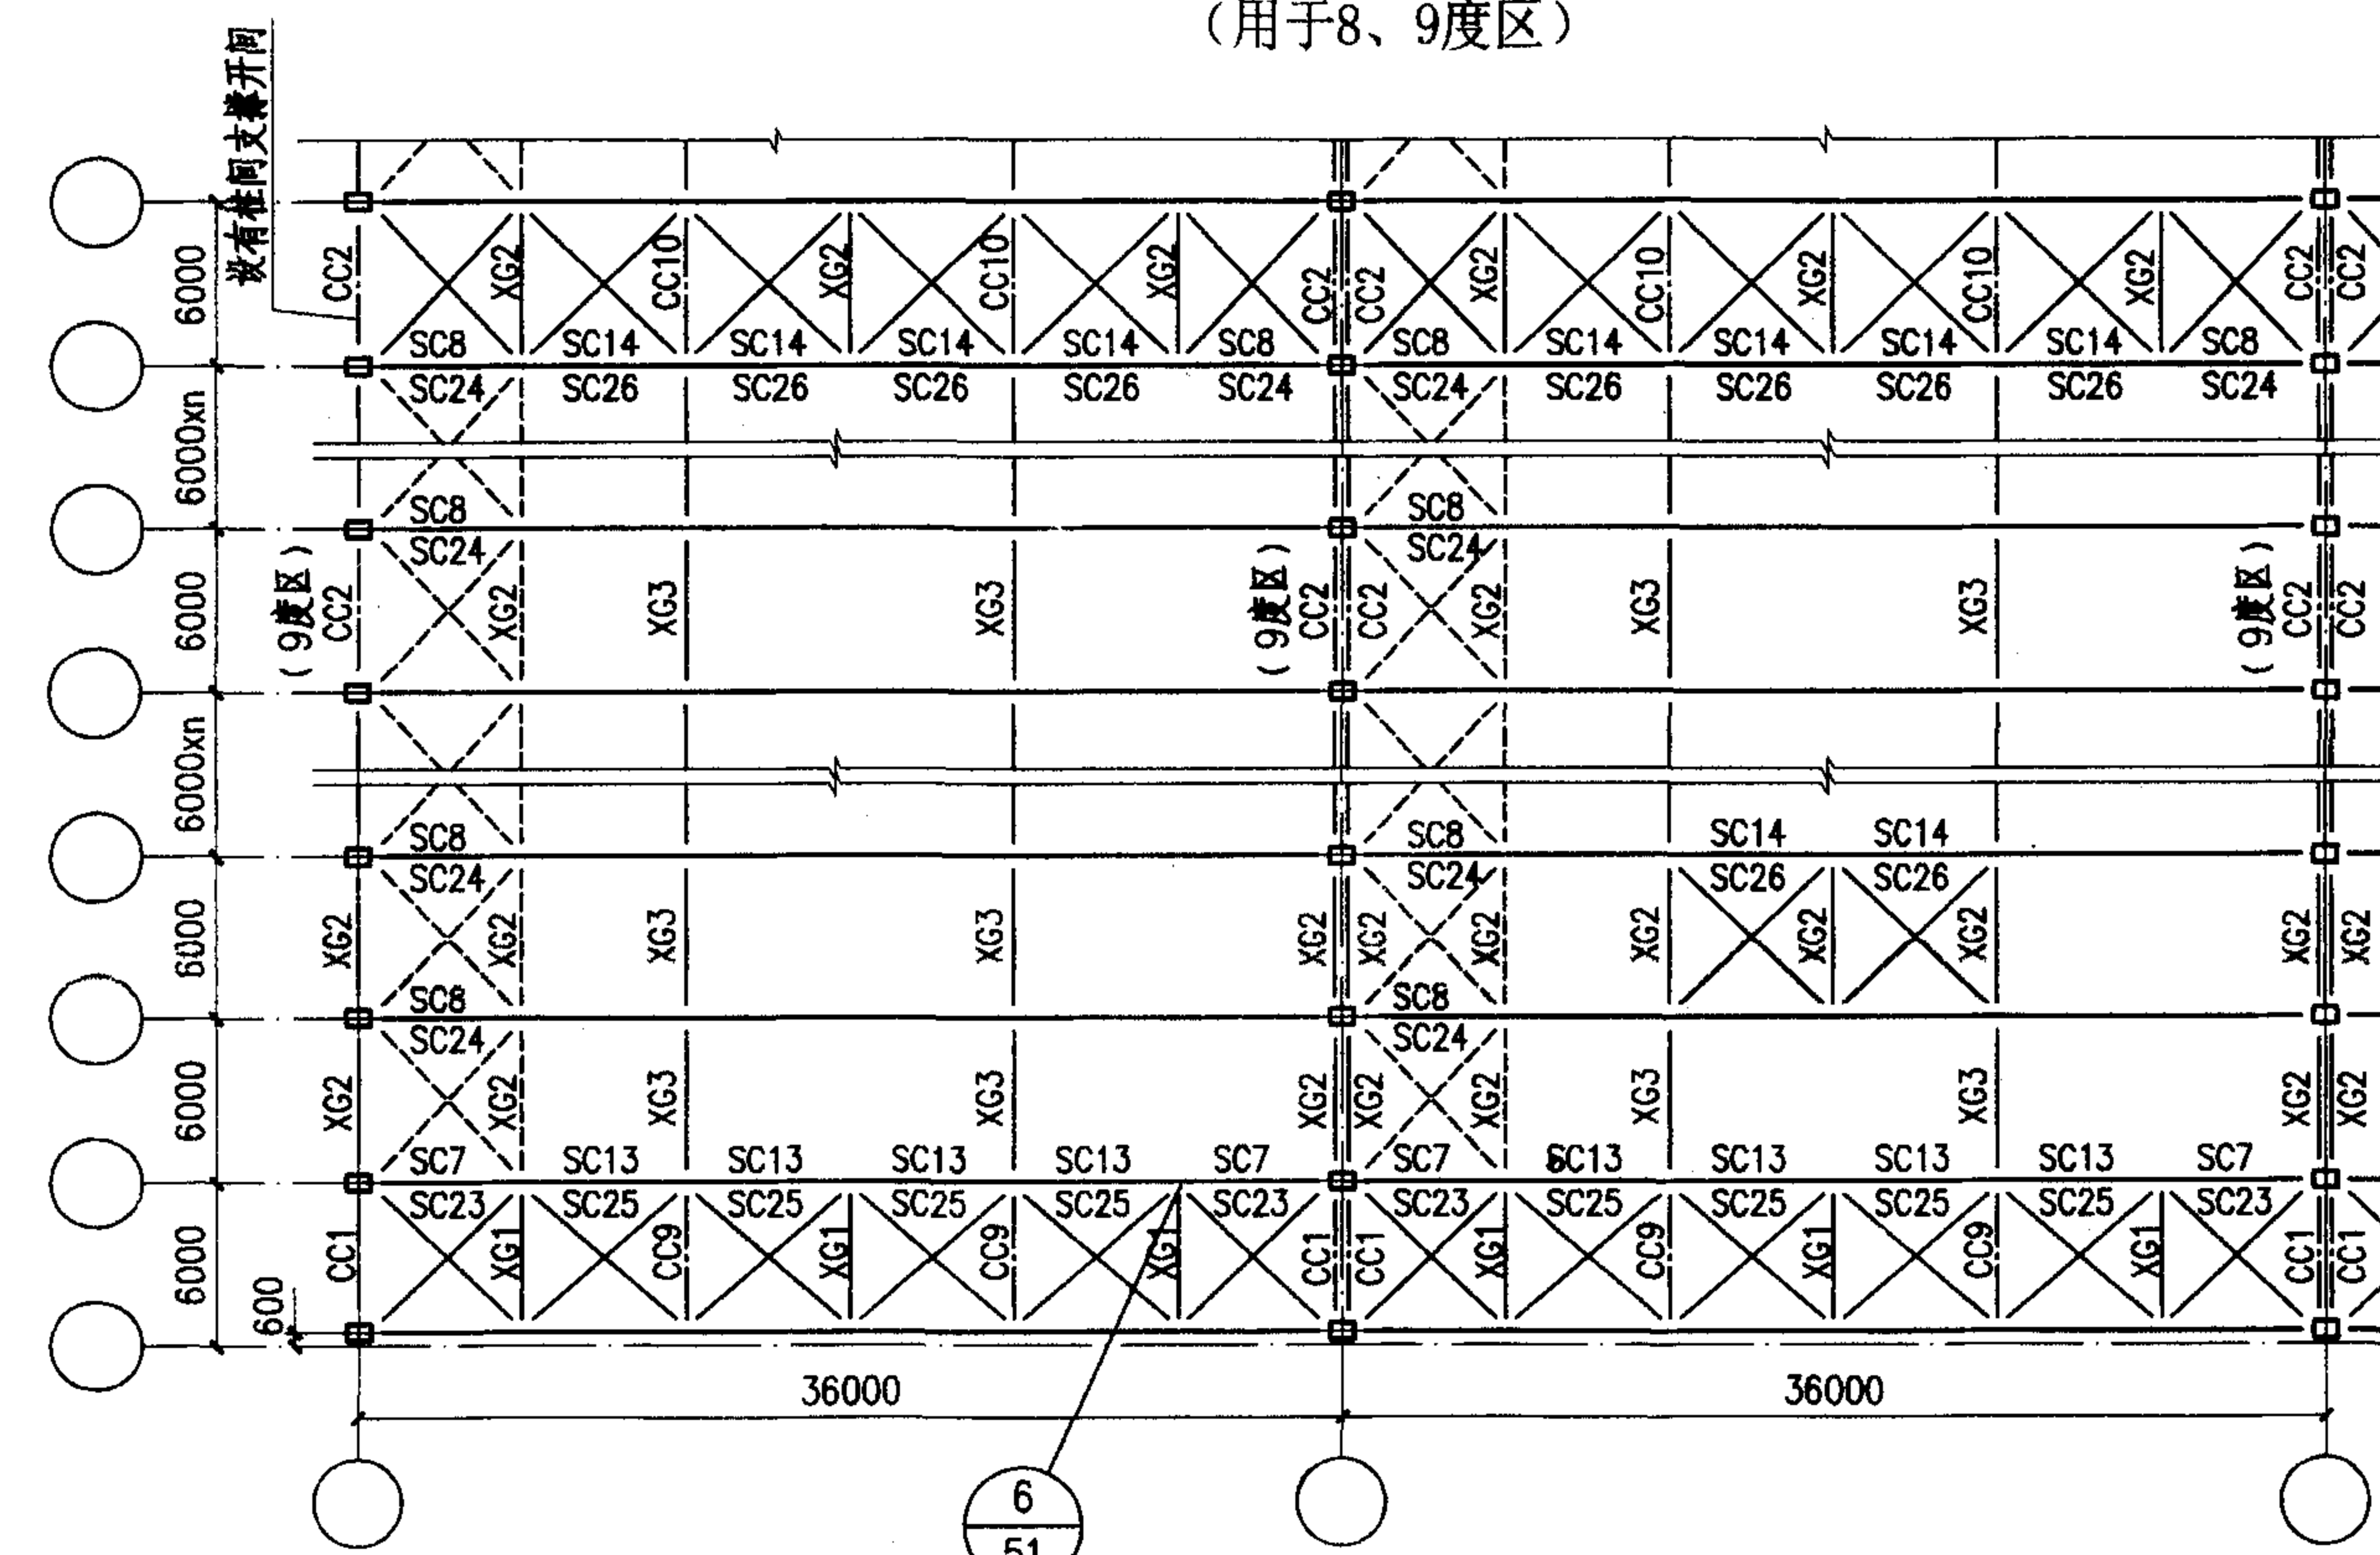 (用于8、9度区)
设有柱间支撑开间
6000 CC2 XG2 CC10 XG2 CC10 XG2 CC2 CC2 XG2 CC10 XG2 CC10 XG2 CC2 CC2
SC8 SC14 SC14 SC14 SC14 SC8 SC8 SC14 SC14 SC14 SC14 SC8
SC24 SC26 SC26 SC26 SC26 SC24 SC24 SC26 SC26 SC26 SC26 SC24
6000xn
SC8 SC8
SC24 SC24
6000 (9度区) CC2 XG2 XG3 XG3 (9度区) CC2 CC2 XG2 XG3 XG3 (9度区) CC2 CC2
6000xn
SC8 SC8 SC14 SC14
SC24 SC24 SC26 SC26
6000 XG2 XG2 XG3 XG3 XG2 XG2 XG2 XG2 XG2 XG2 XG2 XG2
SC8 SC8
SC24 SC24
6000 XG2 XG2 XG3 XG3 XG2 XG2 XG2 XG3 XG3 XG2 XG2
SC7 SC13 SC13 SC13 SC13 SC7 SC7 SC13 SC13 SC13 SC13 SC7
SC23 SC25 SC25 SC25 SC25 SC23 SC23 SC25 SC25 SC25 SC25 SC23
6000 CC1 XG1 CC9 XG1 CC9 XG1 CC1 CC1 XG1 CC9 XG1 CC9 XG1 CC1 CC1
600
36000 36000
6
51